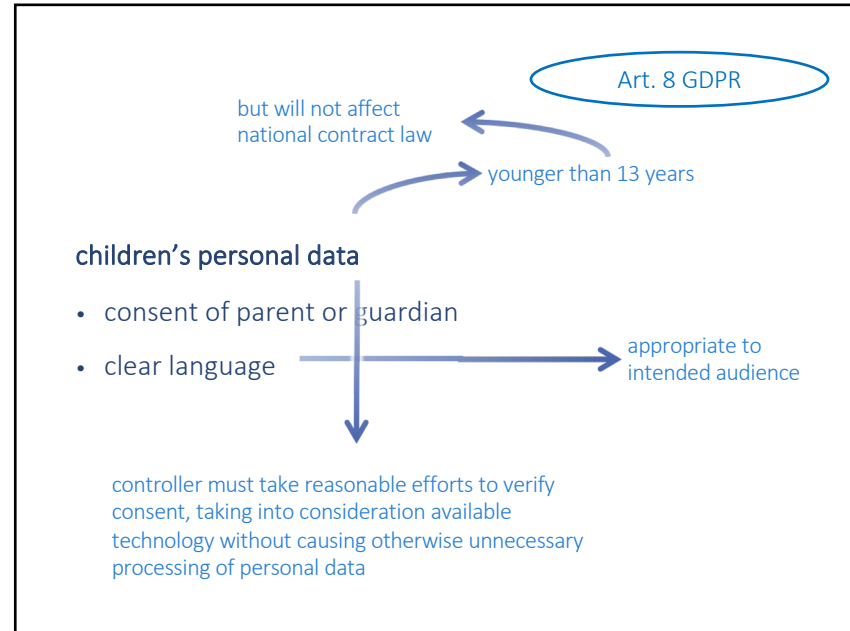 Art. 8 GDPR
but will not affect
national contract law
younger than 13 years
children’s personal data
• consent of parent or guardian
• clear language
appropriate to
intended audience
controller must take reasonable efforts to verify
consent, taking into consideration available
technology without causing otherwise unnecessary
processing of personal data